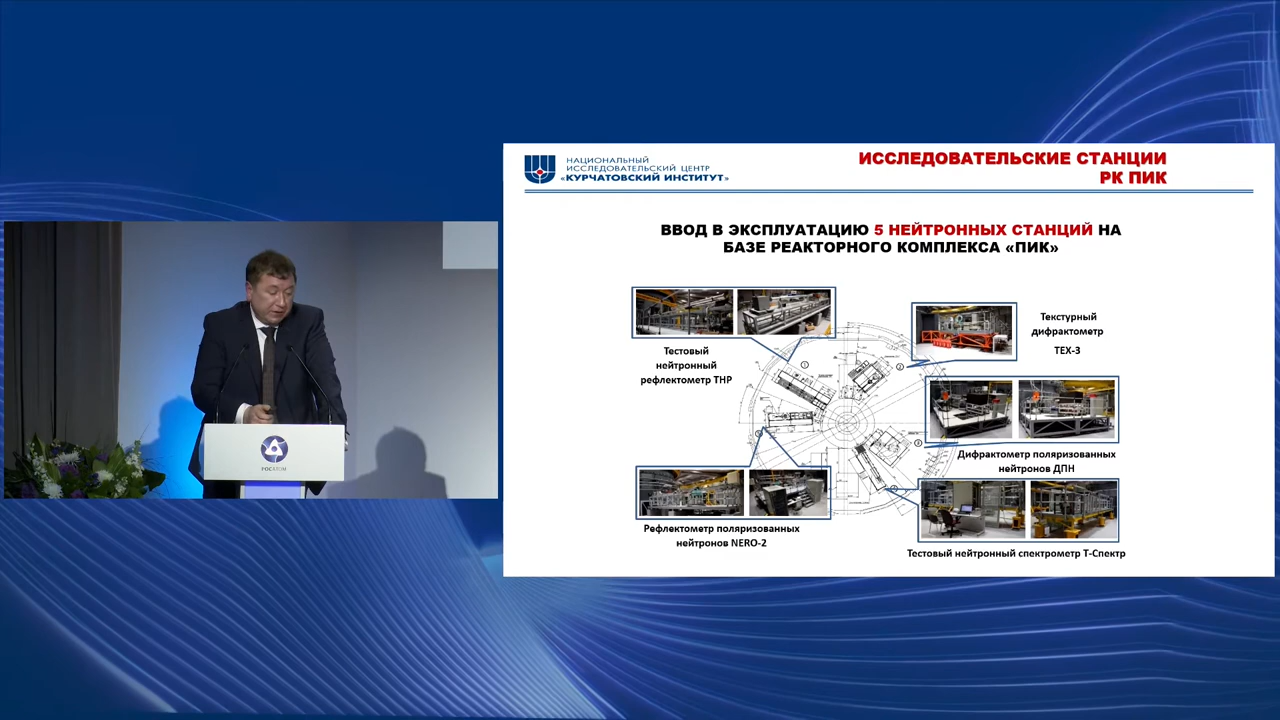 НАЦИОНАЛЬНЫЙ
ИССЛЕДОВАТЕЛЬСКИЙ ЦЕНТР
«КУРЧАТОВСКИЙ ИНСТИТУТ»
ИССЛЕДОВАТЕЛЬСКИЕ СТАНЦИИ
РК ПИК
ВВОД В ЭКСПЛУАТАЦИЮ 5 НЕЙТРОННЫХ СТАНЦИЙ НА
БАЗЕ РЕАКТОРНОГО КОМПЛЕКСА «ПИК»
Тестовый
нейтронный
рефлектометр ТНР
Текстурный
дифрактометр
ТЕХ-3
Дифрактометр поляризованных
нейтронов ДПН
Рефлектометр поляризованных
нейтронов NERO-2
Тестовый нейтронный спектрометр Т-Спектр
РОСАТОМ